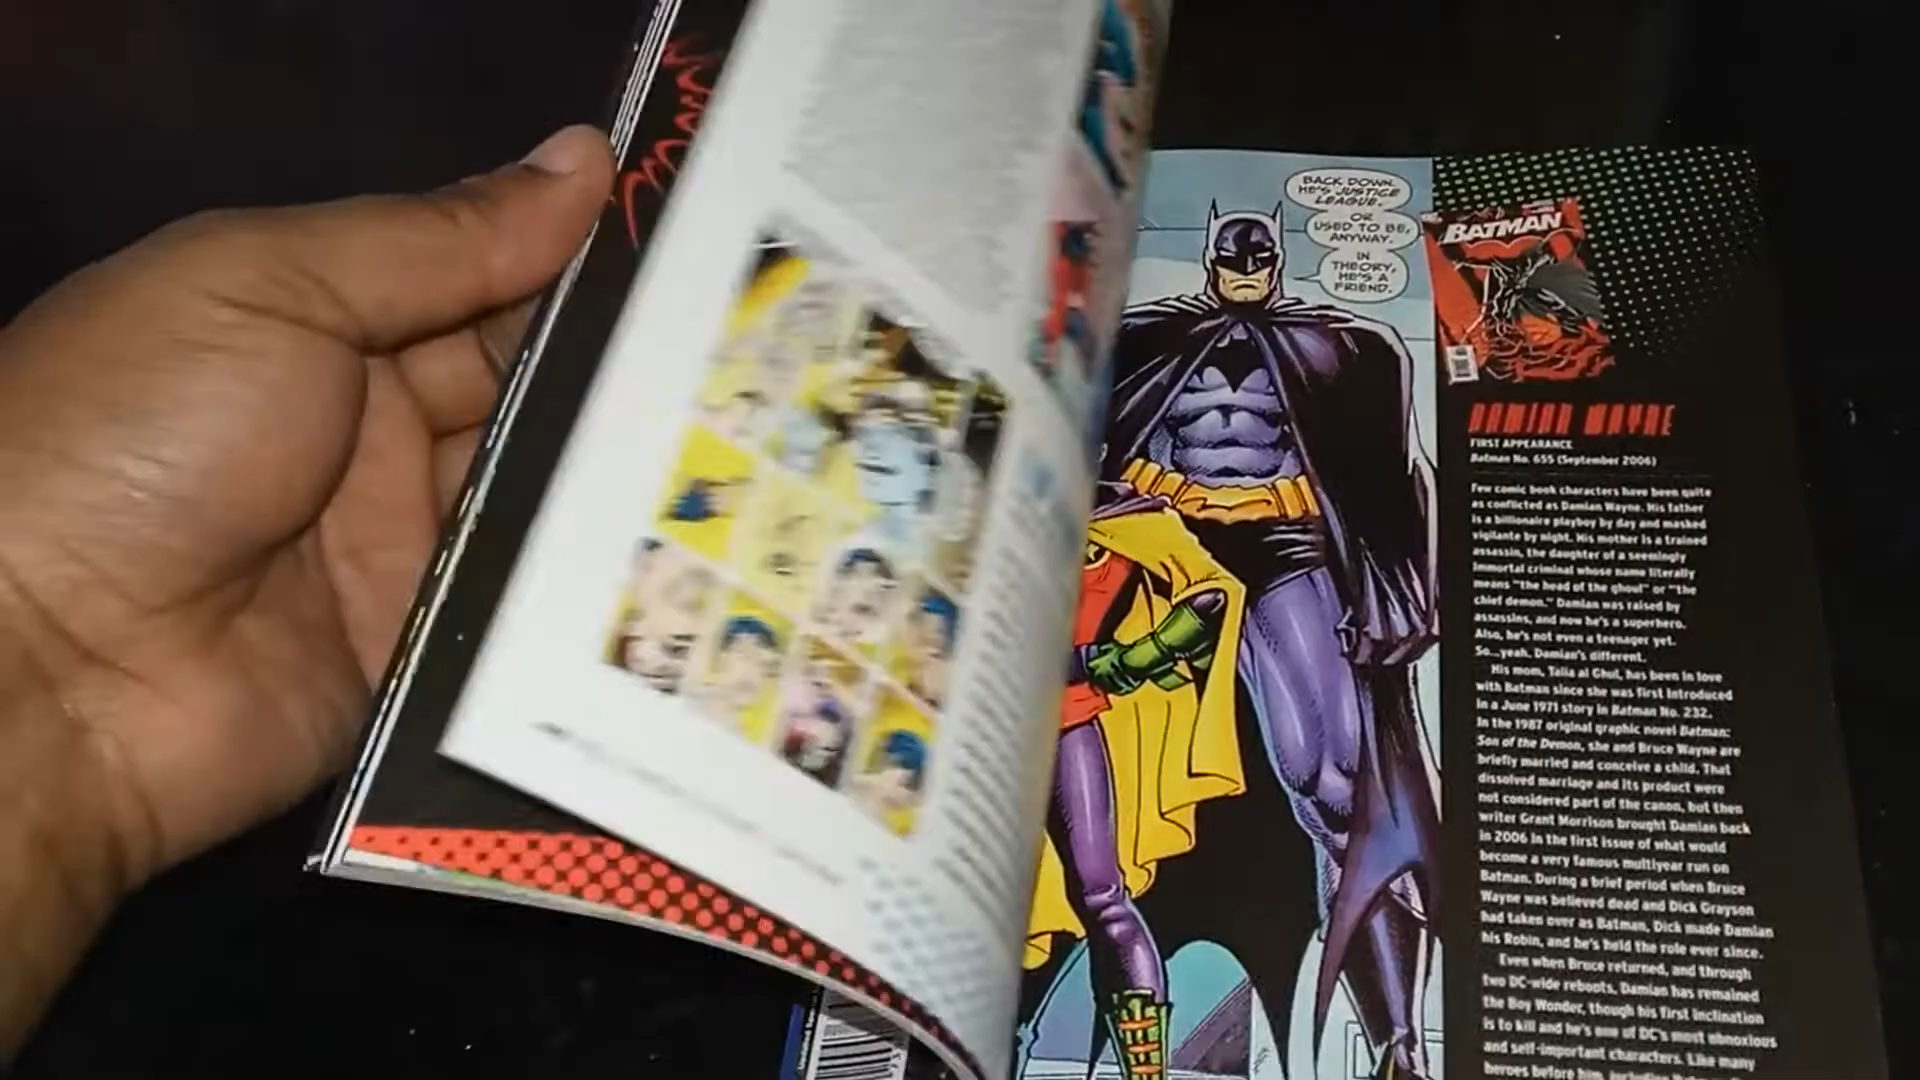 BACK DOWN.
HE'S JUSTICE
LEAGUE.
OR
USED TO BE,
ANYWAY.
IN
THEORY,
HE'S A
FRIEND.
BATMAN
DAMIAN WAYNE
FIRST APPEARANCE
Batman No. 655 (September 2006)
Few comic book characters have been quite
as conflicted as Damian Wayne. His father
is a billionaire playboy by day and masked
vigilante by night. His mother is a trained
assassin, the daughter of a seemingly
immortal criminal whose name literally
means "the head of the ghoul" or "the
chief demon." Damian was raised by
assassins, and now he's a superhero.
Also, he's not even a teenager yet.
So...yeah. Damian's different.
His mom, Talia al Ghul, has been in love
with Batman since she was first introduced
in a June 1971 story in Batman No. 232.
In the 1987 original graphic novel Batman:
Son of the Demon, she and Bruce Wayne are
briefly married and conceive a child. That
dissolved marriage and its product were
not considered part of the canon, but then
writer Grant Morrison brought Damian back
in 2006 in the first issue of what would
become a very famous multiyear run on
Batman. During a brief period when Bruce
Wayne was believed dead and Dick Grayson
had taken over as Batman, Dick made Damian
his Robin, and he's held the role ever since.
Even when Bruce returned, and through
two DC-wide reboots, Damian has remained
the Boy Wonder, though his first inclination
is to kill and he's one of DC's most obnoxious
and self-important characters. Like many
heroes before him,